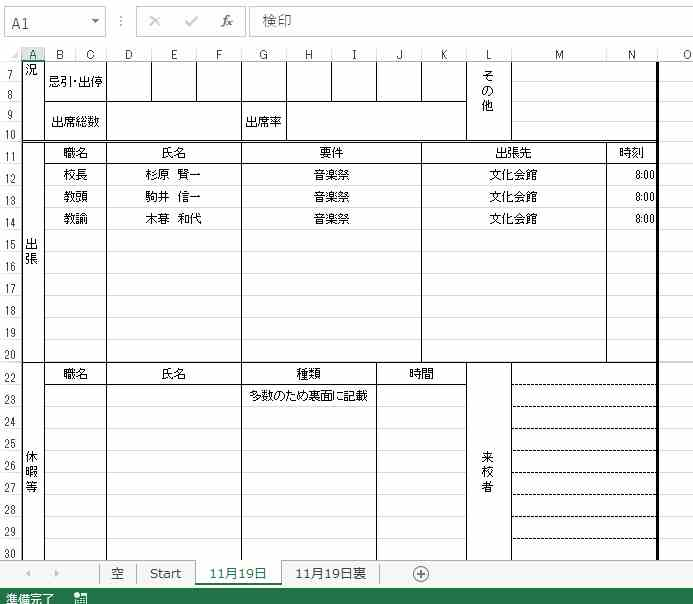 A1
検印
A B C D E F G H I J K L M N O
7 況
忌引・出停
その他
8
9 出席総数 出席率
10
11 職名 氏名 要件 出張先 時刻
12 校長 杉原 賢一 音楽祭 文化会館 8:00
13 教頭 駒井 信一 音楽祭 文化会館 8:00
14 教諭 木暮 和代 音楽祭 文化会館 8:00
15 出張
16
17
18
19
20
22 職名 氏名 種類 時間
23 多数のため裏面に記載
24
25
26 休暇等 来校者
27
28
29
30
空 Start 11月19日 11月19日裏
準備完了